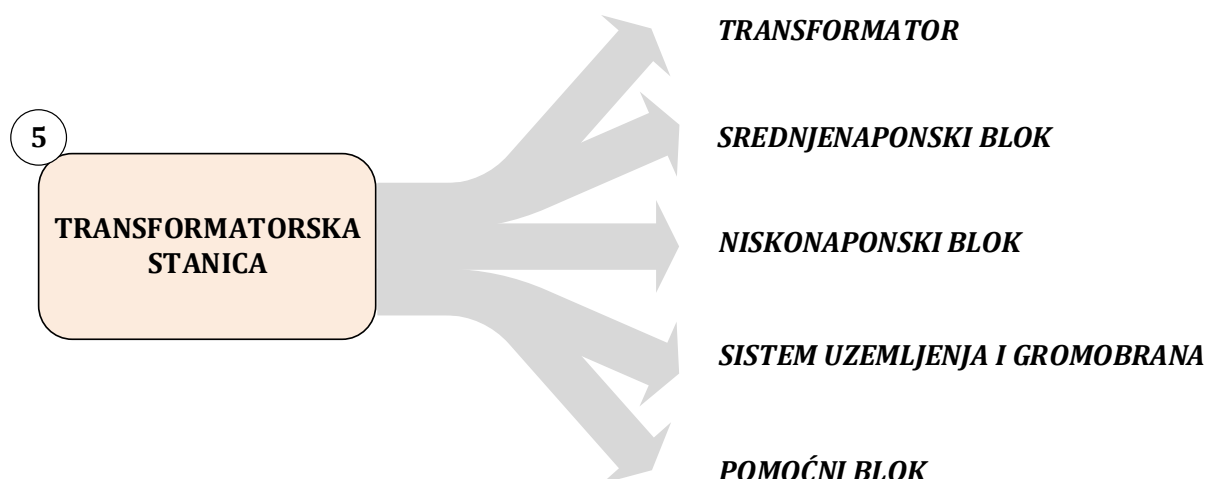 5
TRANSFORMATORSKA
STANICA
TRANSFORMATOR
SREDNJENAPONSKI BLOK
NISKONAPONSKI BLOK
SISTEM UZEMLJENJA I GROMOBRANA
POMOĆNI BLOK